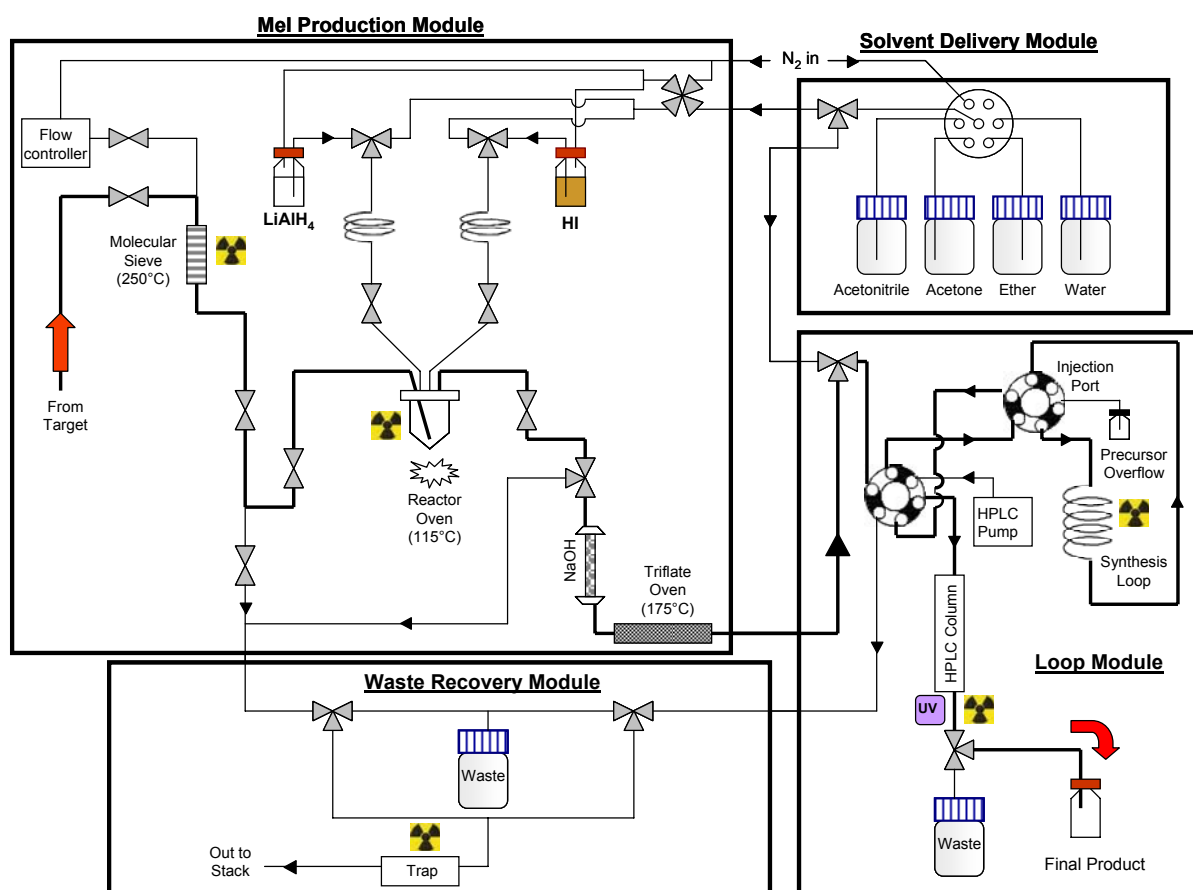 MeI Production Module
Solvent Delivery Module
N₂ in
Flow
controller
LiAlH₄
HI
Molecular
Sieve
(250°C)
Acetonitrile
Acetone
Ether
Water
From
Target
Reactor
Oven
(115°C)
NaOH
Triflate
Oven
(175°C)
Injection
Port
Precursor
Overflow
HPLC
Pump
Synthesis
Loop
HPLC Column
UV
Loop Module
Waste
Final Product
Waste Recovery Module
Waste
Out to
Stack
Trap